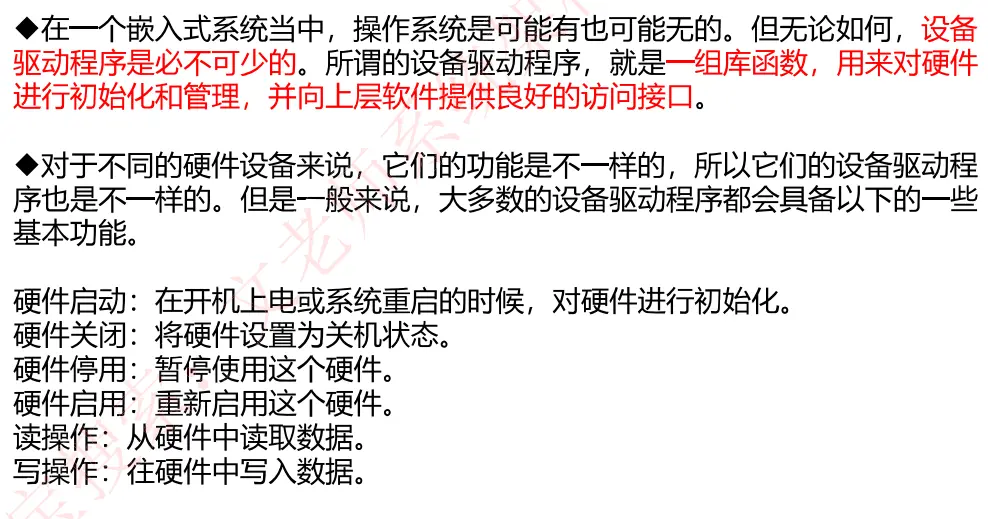 ◆在一个嵌入式系统当中，操作系统是可能有也可能无的。但无论如何，设备
驱动程序是必不可少的。所谓的设备驱动程序，就是一组库函数，用来对硬件
进行初始化和管理，并向上层软件提供良好的访问接口。
◆对于不同的硬件设备来说，它们的功能是不一样的，所以它们的设备驱动程
序也是不一样的。但是一般来说，大多数的设备驱动程序都会具备以下的一些
基本功能。
硬件启动：在开机上电或系统重启的时候，对硬件进行初始化。
硬件关闭：将硬件设置为关机状态。
硬件停用：暂停使用这个硬件。
硬件启用：重新启用这个硬件。
读操作：从硬件中读取数据。
写操作：往硬件中写入数据。